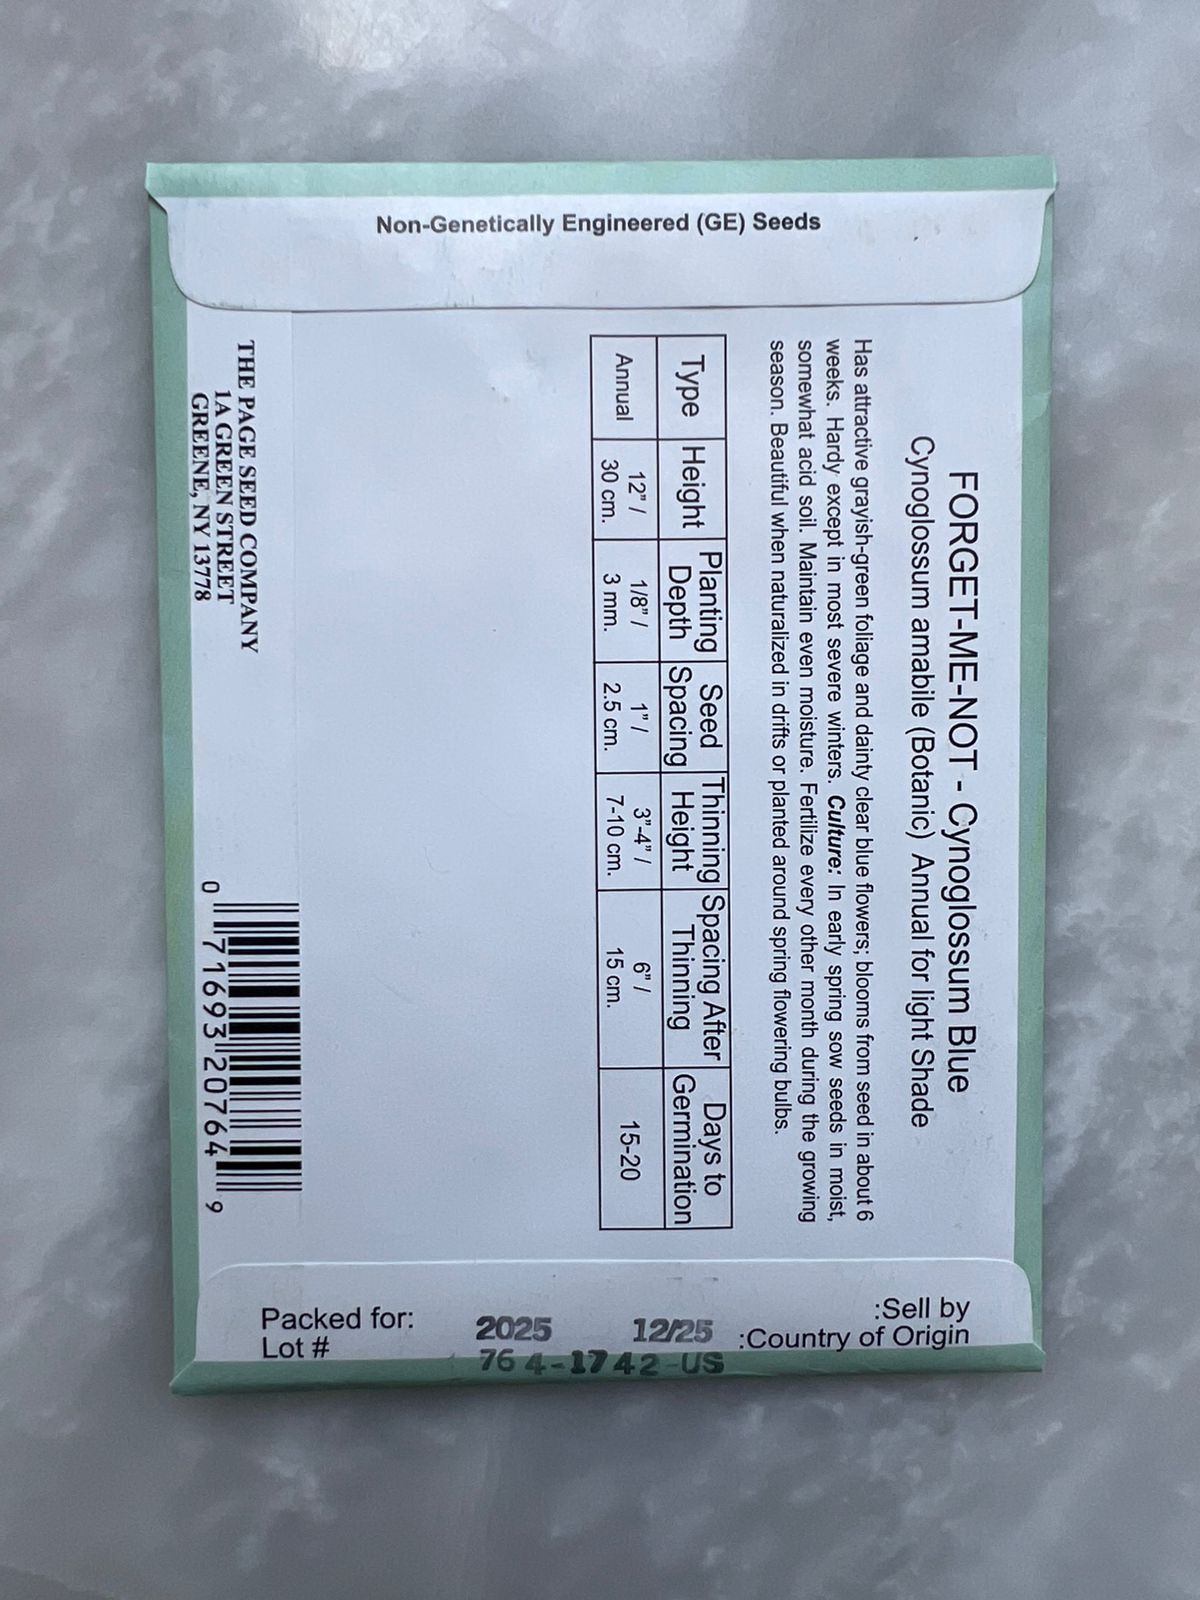 Non-Genetically Engineered (GE) Seeds
FORGET-ME-NOT - Cynoglossum Blue
Cynoglossum amabile (Botanic) Annual for light Shade
Has attractive grayish-green foliage and dainty clear blue flowers; blooms from seed in about 6
weeks. Hardy except in most severe winters. Culture: In early spring sow seeds in moist,
somewhat acid soil. Maintain even moisture. Fertilize every other month during the growing
season. Beautiful when naturalized in drifts or planted around spring flowering bulbs.
Type Height Planting Depth Seed Spacing Thinning Height Spacing After Thinning Days to Germination
Annual 12" / 30 cm. 1/8" / 3 mm. 1" / 2.5 cm. 3"-4" / 7-10 cm. 6" / 15 cm. 15-20
THE PAGE SEED COMPANY
1A GREEN STREET
GREENE, NY 13778
0 71693 20764 9
Packed for: 2025 12/25 :Sell by
Lot # 764-1742-US :Country of Origin